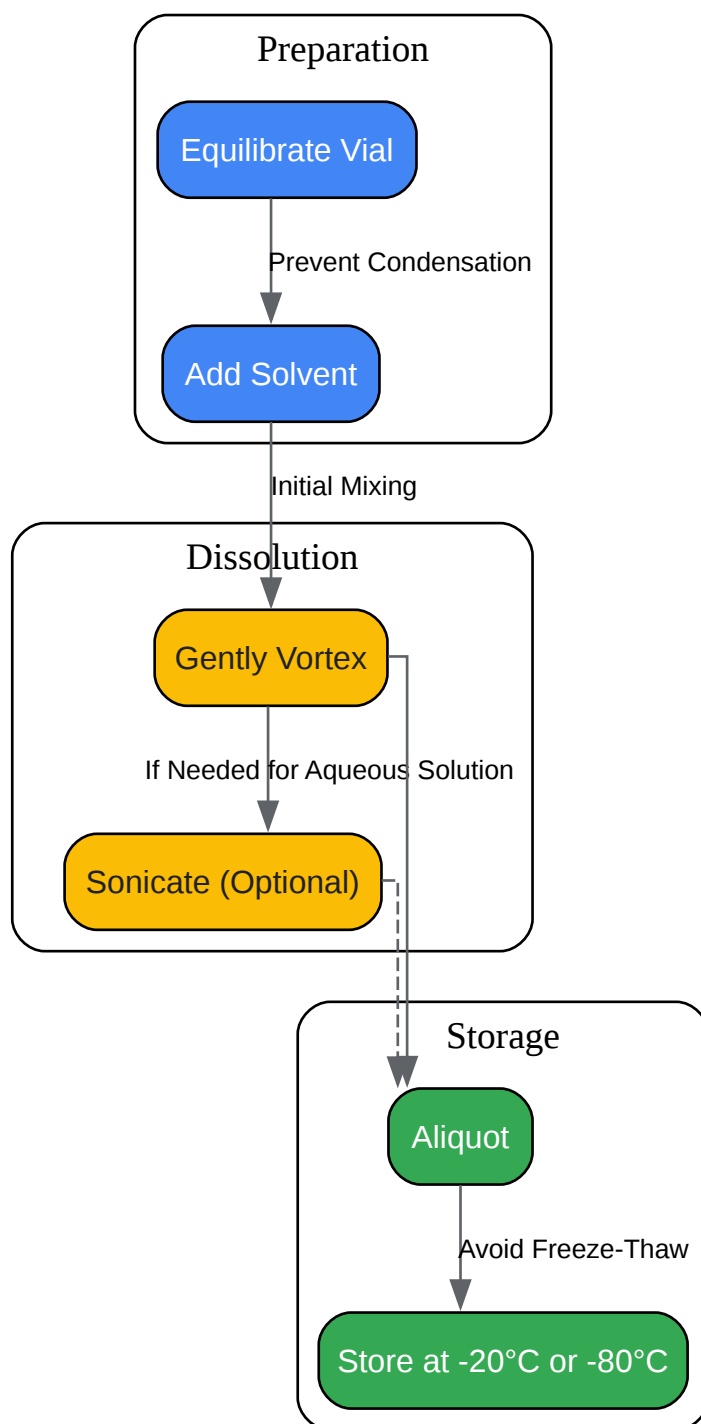 Preparation
Equilibrate Vial
Prevent Condensation
Add Solvent
Initial Mixing
Dissolution
Gently Vortex
If Needed for Aqueous Solution
Sonicate (Optional)
Storage
Aliquot
Avoid Freeze-Thaw
Store at -20°C or -80°C